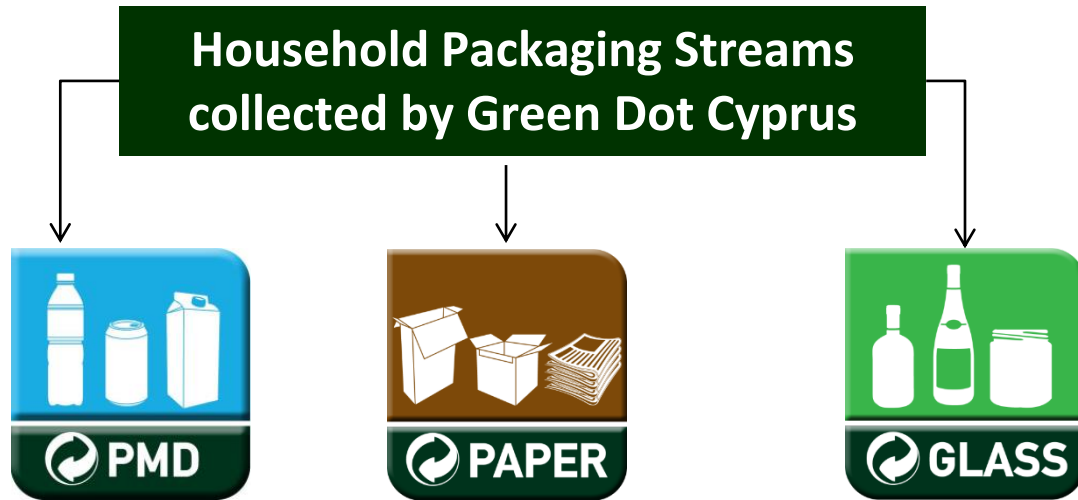 Household Packaging Streams
collected by Green Dot Cyprus
PMD
PAPER
GLASS